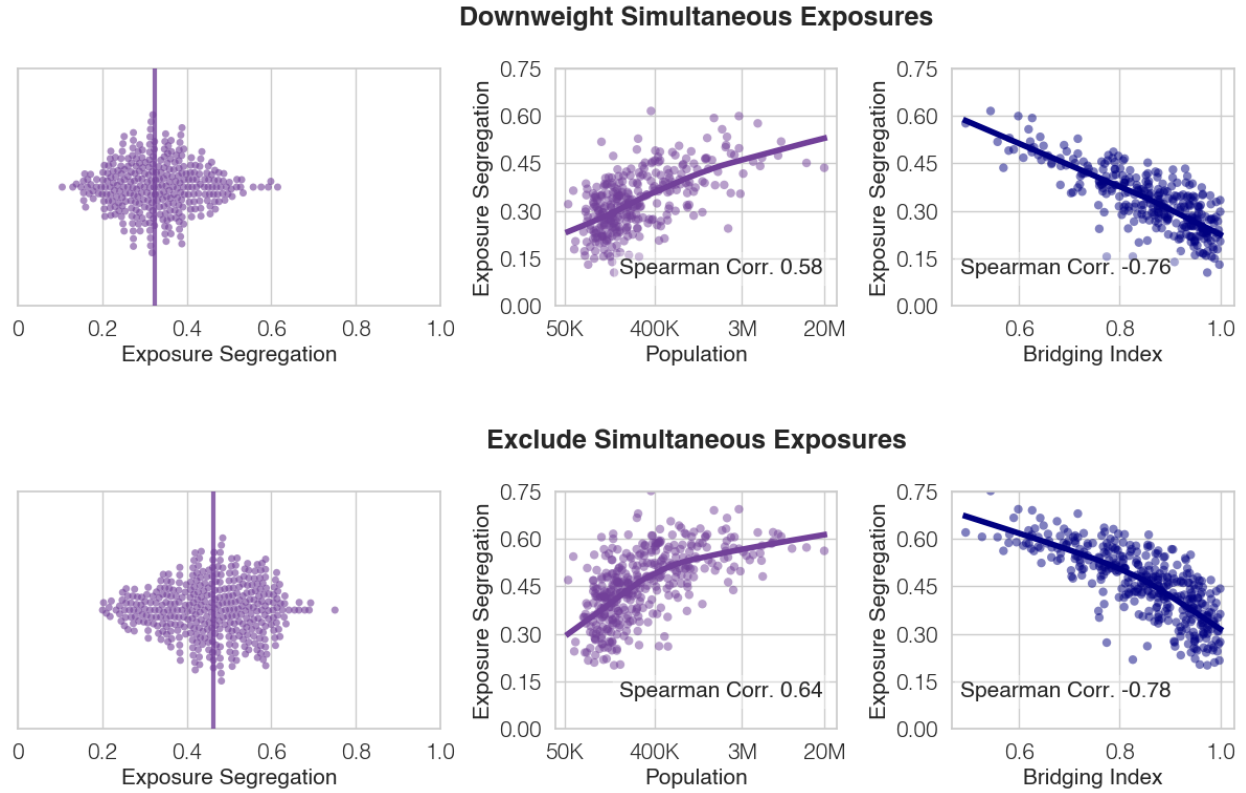 Downweight Simultaneous Exposures
0 0.2 0.4 0.6 0.8 1.0
Exposure Segregation
Exposure Segregation
0.75
0.60
0.45
0.30
0.15
0.00
Spearman Corr. 0.58
50K 400K 3M 20M
Population
Exposure Segregation
0.75
0.60
0.45
0.30
0.15
0.00
Spearman Corr. -0.76
0.6 0.8 1.0
Bridging Index
Exclude Simultaneous Exposures
0 0.2 0.4 0.6 0.8 1.0
Exposure Segregation
Exposure Segregation
0.75
0.60
0.45
0.30
0.15
0.00
Spearman Corr. 0.64
50K 400K 3M 20M
Population
Exposure Segregation
0.75
0.60
0.45
0.30
0.15
0.00
Spearman Corr. -0.78
0.6 0.8 1.0
Bridging Index